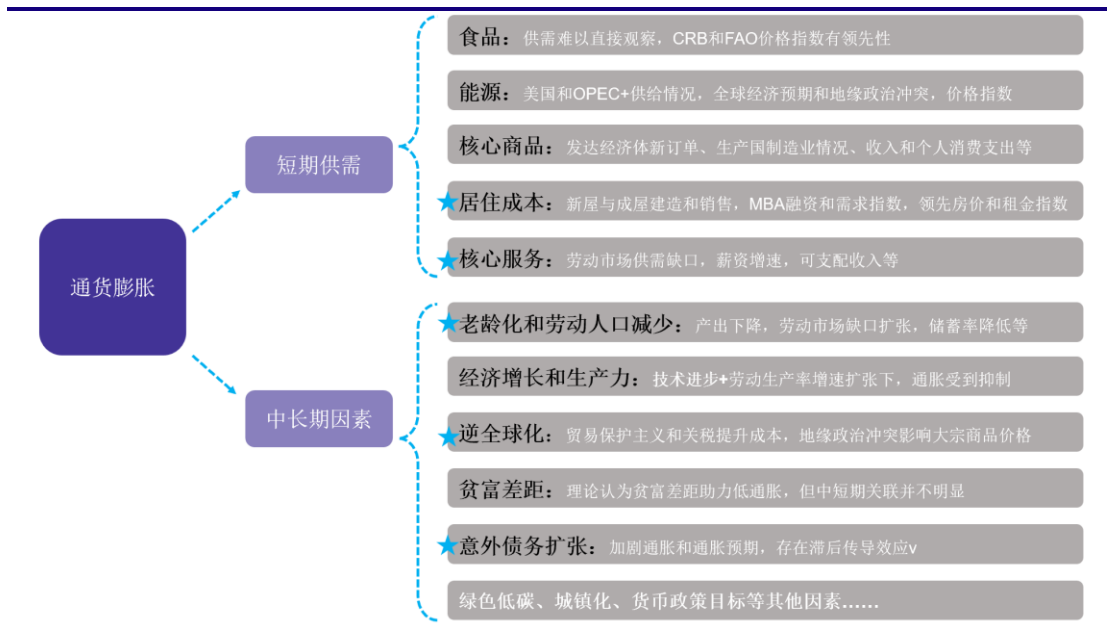 通货膨胀
短期供需
食品：供需难以直接观察，CRB和FAO价格指数有领先性
能源：美国和OPEC+供给情况，全球经济预期和地缘政治冲突，价格指数
核心商品：发达经济体新订单、生产国制造业情况、收入和个人消费支出等
居住成本：新屋与成屋建造和销售，MBA融资和需求指数，领先房价和租金指数
核心服务：劳动市场供需缺口，薪资增速，可支配收入等
中长期因素
老龄化和劳动人口减少：产出下降，劳动市场缺口扩张，储蓄率降低等
经济增长和生产力：技术进步+劳动生产率增速扩张下，通胀受到抑制
逆全球化：贸易保护主义和关税提升成本，地缘政治冲突影响大宗商品价格
贫富差距：理论认为贫富差距助力低通胀，但中短期关联并不明显
意外债务扩张：加剧通胀和通胀预期，存在滞后传导效应v
绿色低碳、城镇化、货币政策目标等其他因素……